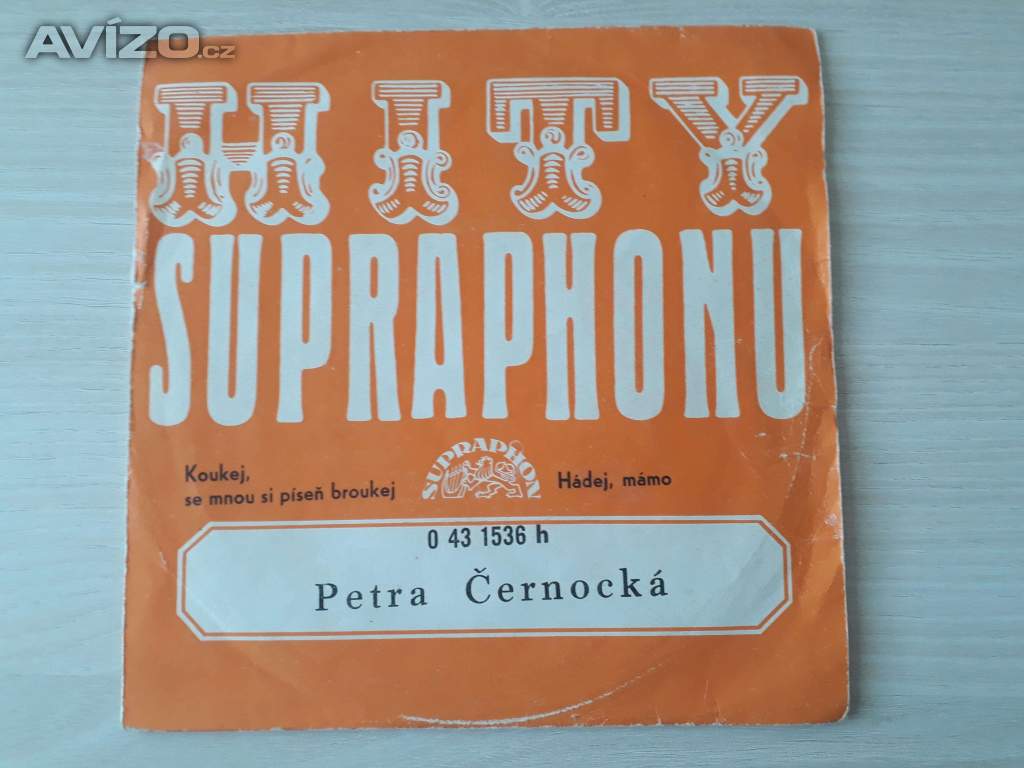 AVÍZO.cz
HITY
SUPRAPHONU
Koukej,
se mnou si píseň broukej
SUPRAPHON
Hádej, mámo
0 43 1536 h
Petra Černocká